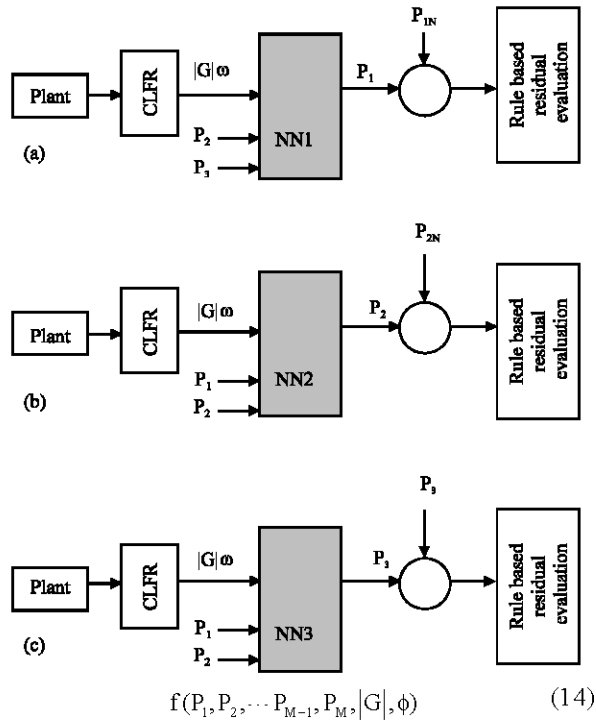 P₁ₙ
Plant
CLFR
|G|ω
P₂
P₃
NN1
P₁
Rule based
residual
evaluation
(a)
P₂ₙ
Plant
CLFR
|G|ω
P₁
P₂
NN2
P₂
Rule based
residual
evaluation
(b)
P₃
Plant
CLFR
|G|ω
P₁
P₂
NN3
P₃
Rule based
residual
evaluation
(c)
f(P₁, P₂, ⋯ P_{M−1}, P_M, |G|, ϕ) (14)